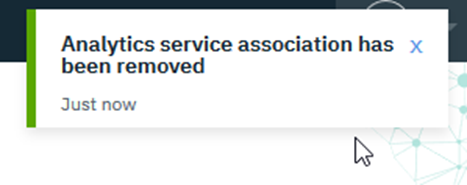 Analytics service association has
been removed
x
Just now